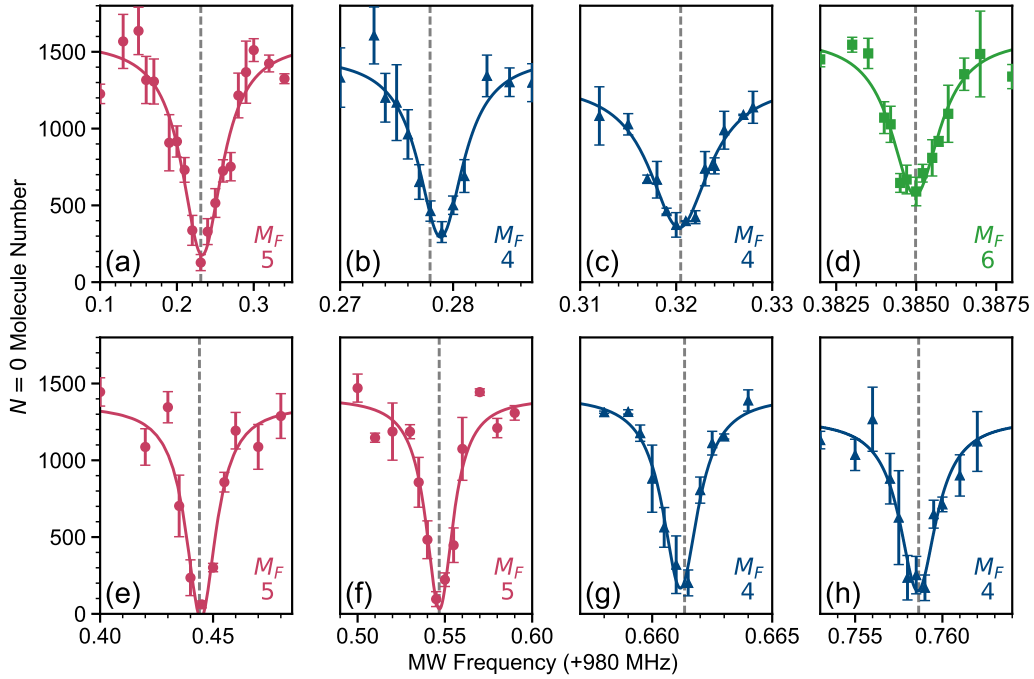 N = 0 Molecule Number
1500
1000
500
0
(a)
M_F
5
0.1 0.2 0.3
(b)
M_F
4
0.27 0.28
(c)
M_F
4
0.31 0.32 0.33
(d)
M_F
6
0.3825 0.3850 0.3875
1500
1000
500
0
(e)
M_F
5
0.40 0.45
(f)
M_F
5
0.50 0.55 0.60
(g)
M_F
4
0.660 0.665
(h)
M_F
4
0.755 0.760
MW Frequency (+980 MHz)